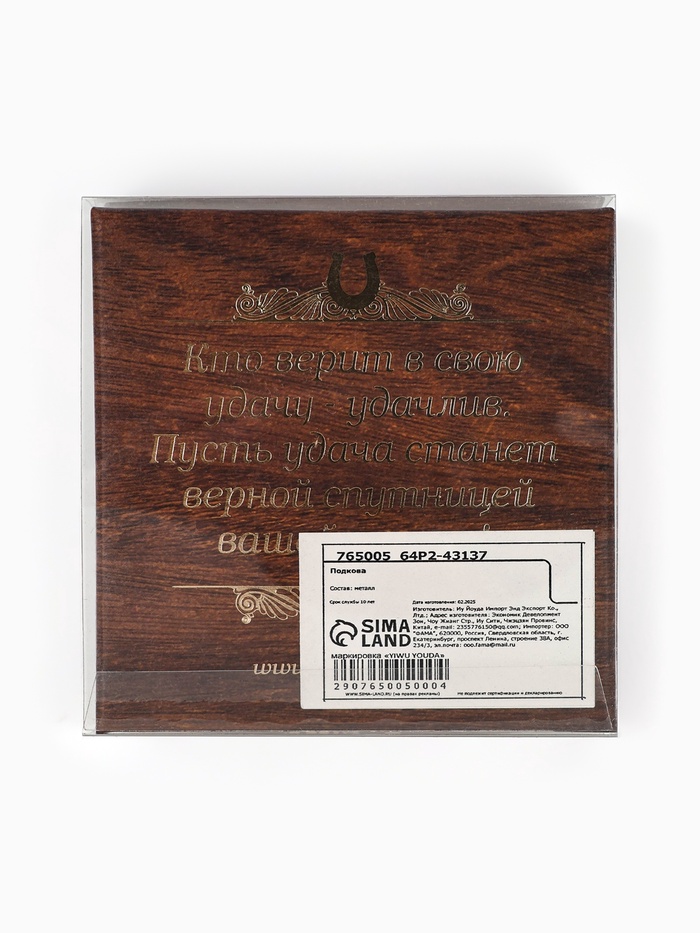 Кто верит в свою
удачу - удачлив.
Пусть удача станет
верной спутницей
765005 64P2-43137
Подкова
Состав: металл
Срок службы 10 лет
Дата изготовления: 02.2025
Изготовитель: Иу Йоуда Импорт Энд Экспорт Ко.,
Лтд.; Адрес изготовителя: Экономик Девелопмент
Зон, Чоу Жианг Стр., Иу Сити, Чжэцзян Провинс,
Китай, e-mail: 2355776150@qq.com; Импортер: ООО
"ФАМА", 620000, Россия, Свердловская область, г.
Екатеринбург, проспект Ленина, строение 38А, офис
234/3, эл.почта: ooo.fama@mail.ru
SIMA
LAND
маркировка «YIWU YOUDA»
2907650050004
WWW.SIMA-LAND.RU (на правах рекламы)
Не подлежит сертификации и декларированию